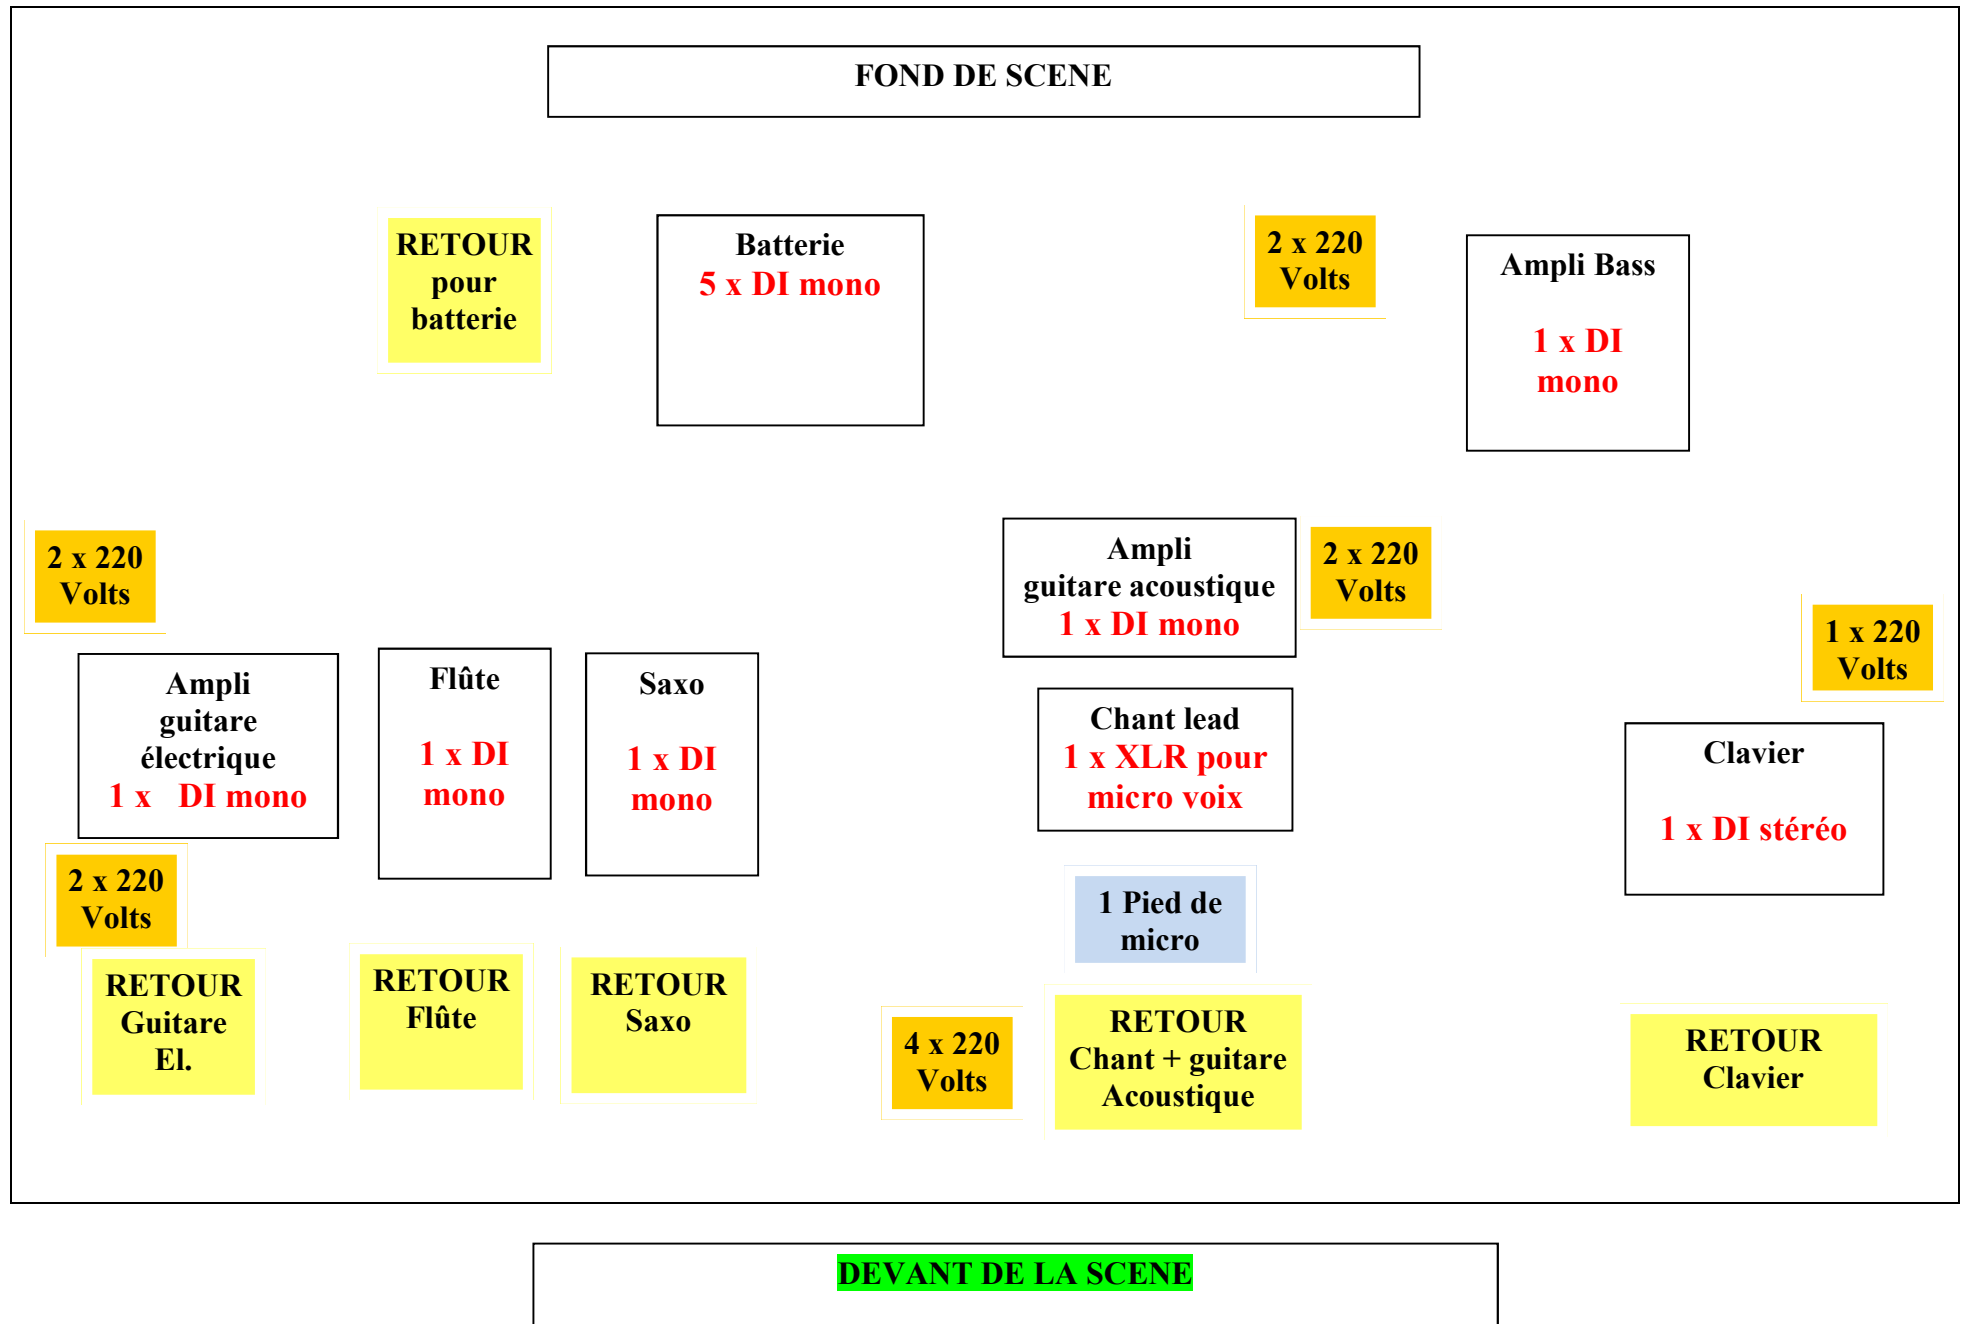 FOND DE SCENE
RETOUR
pour
batterie
Batterie
5 x DI mono
2 x 220
Volts
Ampli Bass
1 x DI
mono
2 x 220
Volts
Ampli
guitare acoustique
1 x DI mono
2 x 220
Volts
1 x 220
Volts
Ampli
guitare
électrique
1 x   DI mono
Flûte
1 x DI
mono
Saxo
1 x DI
mono
Chant lead
1 x XLR pour
micro voix
Clavier
1 x DI stéréo
2 x 220
Volts
1 Pied de
micro
RETOUR
Guitare
El.
RETOUR
Flûte
RETOUR
Saxo
4 x 220
Volts
RETOUR
Chant + guitare
Acoustique
RETOUR
Clavier
DEVANT DE LA SCENE